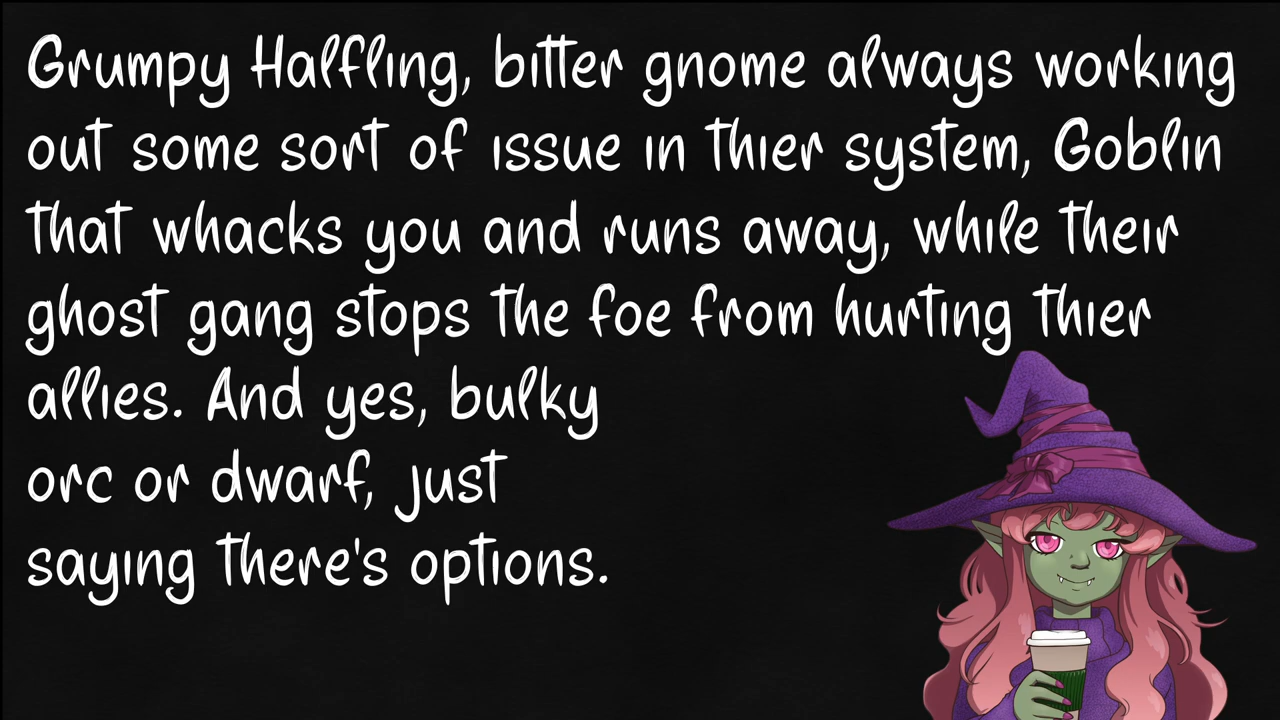 Grumpy Halfling, bitter gnome always working
out some sort of issue in thier system, Goblin
that whacks you and runs away, while their
ghost gang stops the foe from hurting thier
allies. And yes, bulky
orc or dwarf, just
saying there's options.